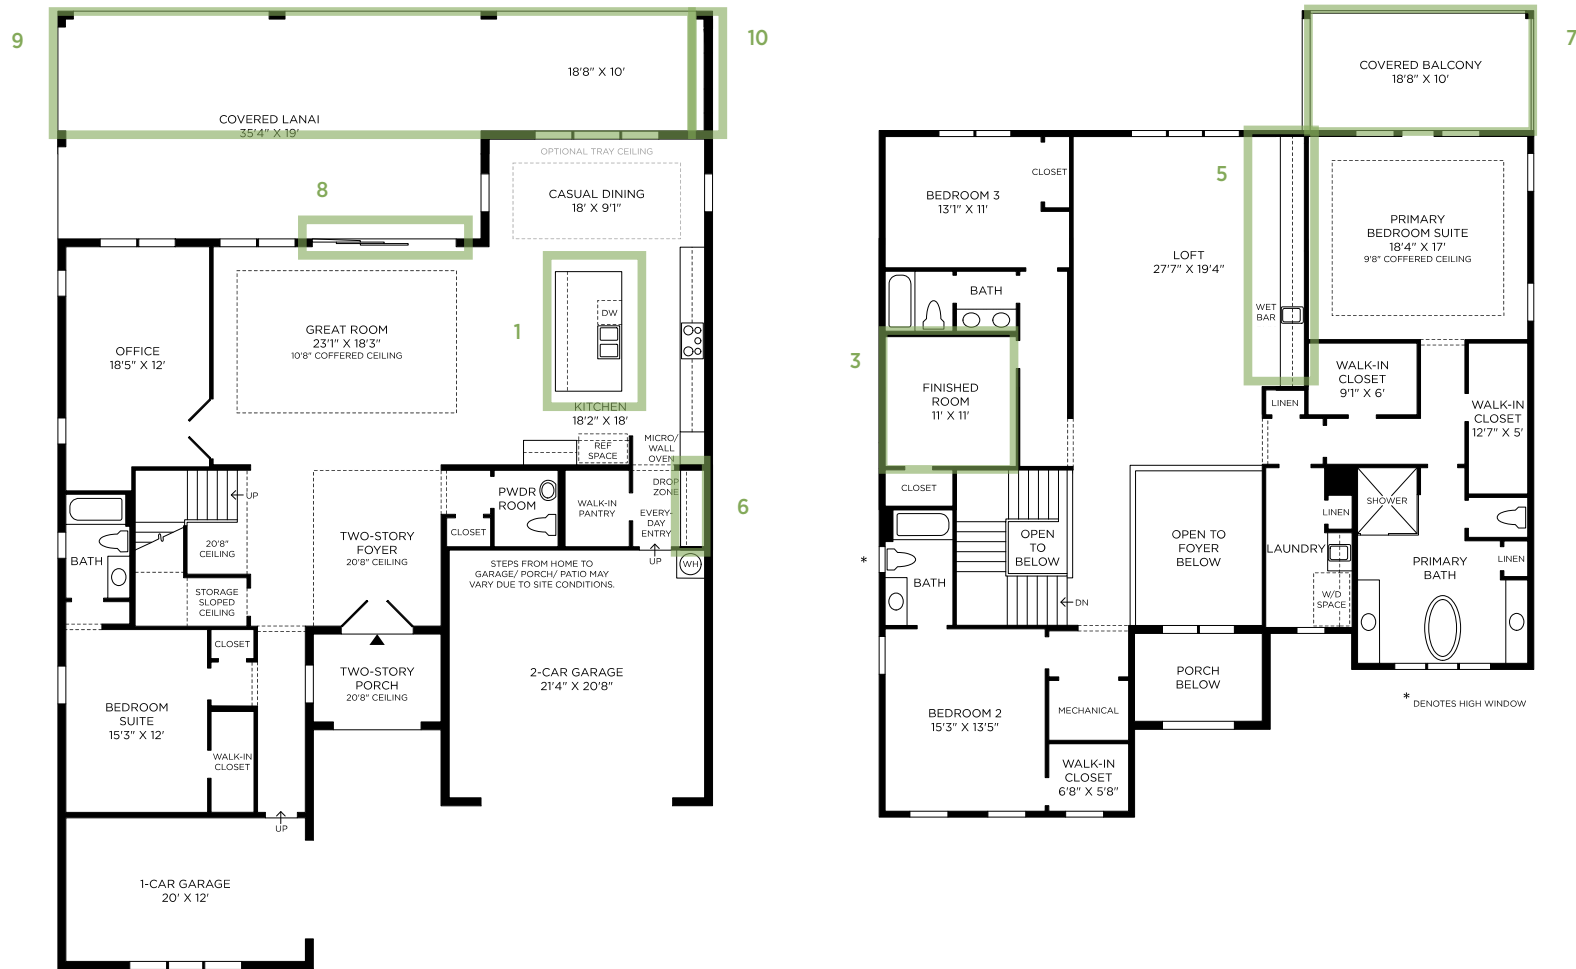 9
10
18'8" X 10'
COVERED LANAI
35'4" X 19'
OPTIONAL TRAY CEILING
CASUAL DINING
18' X 9'1"
8
GREAT ROOM
23'1" X 18'3"
10'8" COFFERED CEILING
1
DW
OFFICE
18'5" X 12'
KITCHEN
18'2" X 18'
REF
SPACE
MICRO/
WALL
OVEN
DROP
ZONE
EVERY-
DAY
ENTRY
UP
6
WH
WALK-IN
PANTRY
PWDR
ROOM
CLOSET
UP
20'8"
CEILING
TWO-STORY
FOYER
20'8" CEILING
BATH
STORAGE
SLOPED
CEILING
STEPS FROM HOME TO
GARAGE/ PORCH/ PATIO MAY
VARY DUE TO SITE CONDITIONS.
CLOSET
TWO-STORY
PORCH
20'8" CEILING
2-CAR GARAGE
21'4" X 20'8"
BEDROOM
SUITE
15'3" X 12'
WALK-IN
CLOSET
UP
1-CAR GARAGE
20' X 12'
7
COVERED BALCONY
18'8" X 10'
5
BEDROOM 3
13'1" X 11'
CLOSET
LOFT
27'7" X 19'4"
PRIMARY
BEDROOM SUITE
18'4" X 17'
9'8" COFFERED CEILING
BATH
WET
BAR
3
FINISHED
ROOM
11' X 11'
WALK-IN
CLOSET
9'1" X 6'
LINEN
WALK-IN
CLOSET
12'7" X 5'
CLOSET
SHOWER
LINEN
OPEN
TO
BELOW
OPEN TO
FOYER
BELOW
LAUNDRY
*
BATH
PRIMARY
BATH
LINEN
W/D
SPACE
DN
PORCH
BELOW
BEDROOM 2
15'3" X 13'5"
MECHANICAL
* DENOTES HIGH WINDOW
WALK-IN
CLOSET
6'8" X 5'8"